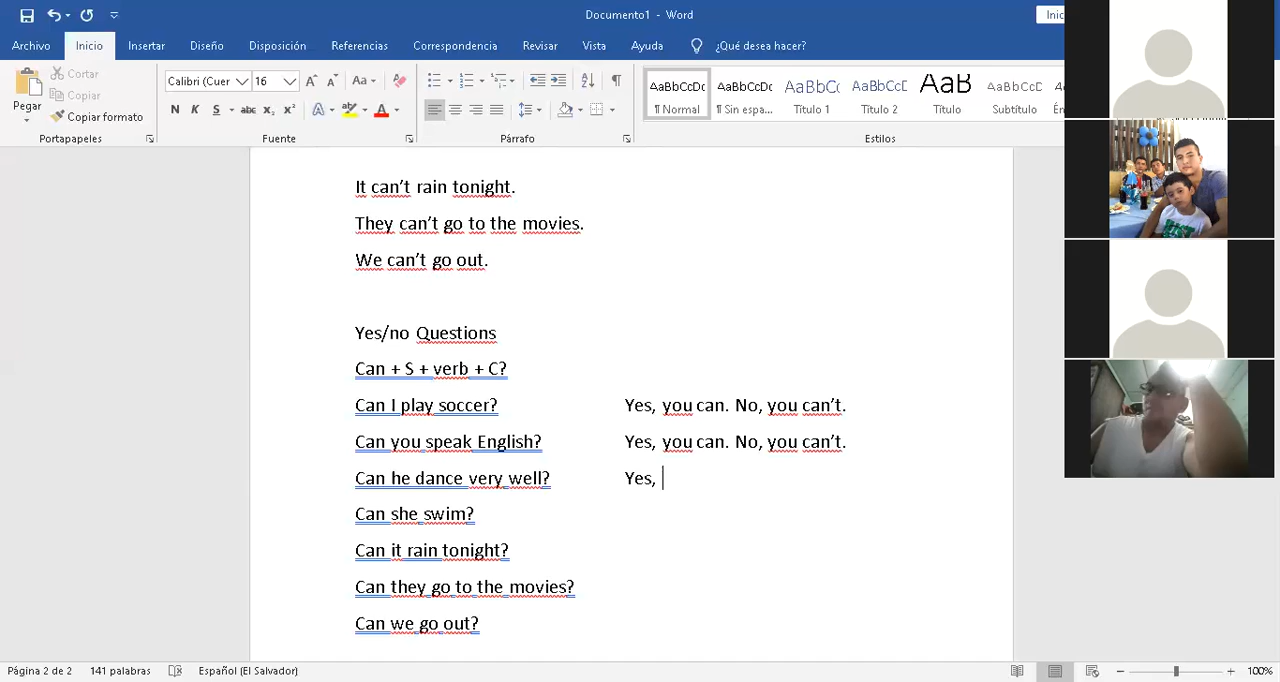 Documento1 - Word
Inic
Archivo Inicio Insertar Diseño Disposición Referencias Correspondencia Revisar Vista Ayuda ¿Qué desea hacer?
Pegar
Cortar
Copiar
Copiar formato
Portapapeles
Calibri (Cuer 16
N K S abc x₂ x²
Fuente
Párrafo
AaBbCcDc AaBbCcDc AaBbCc AaBbCcD AaB AaBbCcD
¶ Normal ¶ Sin espa... Título 1 Título 2 Título Subtítulo
Estilos
It can't rain tonight.
They can't go to the movies.
We can't go out.
Yes/no Questions
Can + S + verb + C?
Can I play soccer? Yes, you can. No, you can't.
Can you speak English? Yes, you can. No, you can't.
Can he dance very well? Yes,
Can she swim?
Can it rain tonight?
Can they go to the movies?
Can we go out?
Página 2 de 2 141 palabras Español (El Salvador) 100%